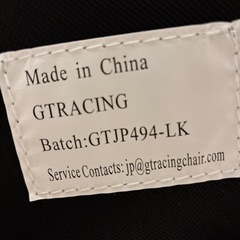 Made in China
GTRACING
Batch:GTJP494-LK
Service Contacts: jp@gtracingchair.com